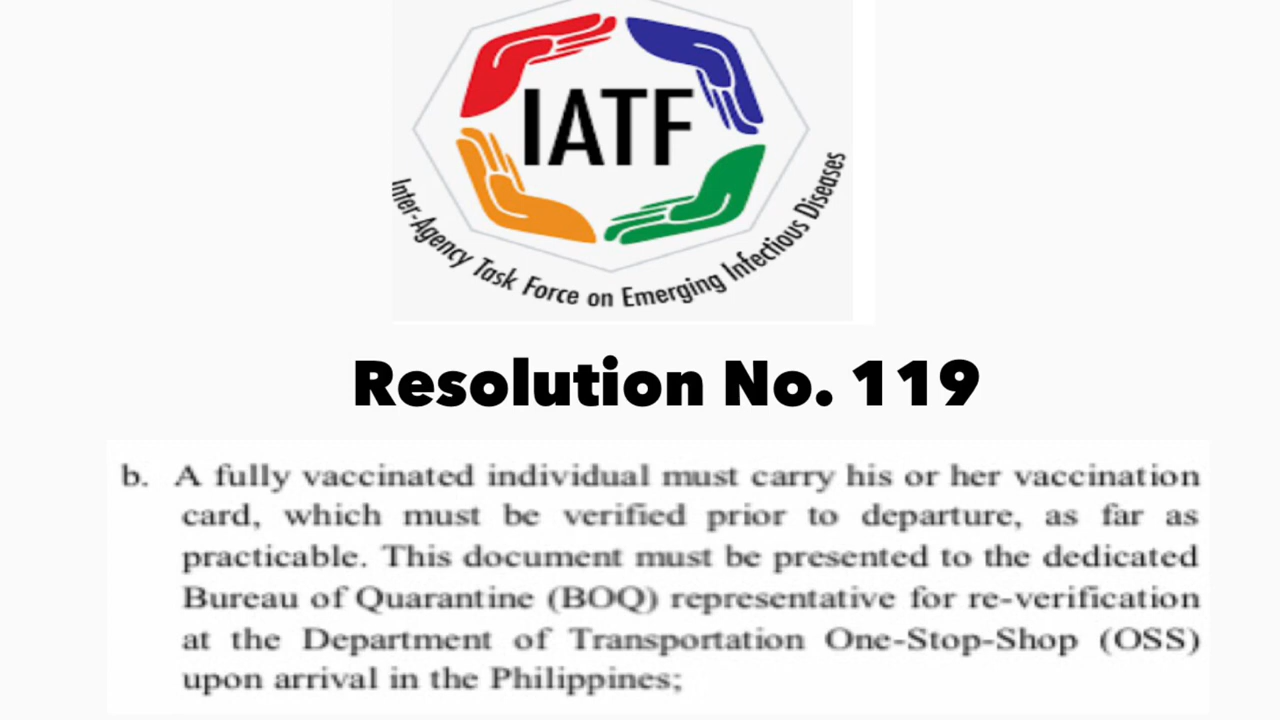 IATF
Inter-Agency Task Force on Emerging Infectious Diseases
Resolution No. 119
b. A fully vaccinated individual must carry his or her vaccination
card, which must be verified prior to departure, as far as
practicable. This document must be presented to the dedicated
Bureau of Quarantine (BOQ) representative for re-verification
at the Department of Transportation One-Stop-Shop (OSS)
upon arrival in the Philippines;